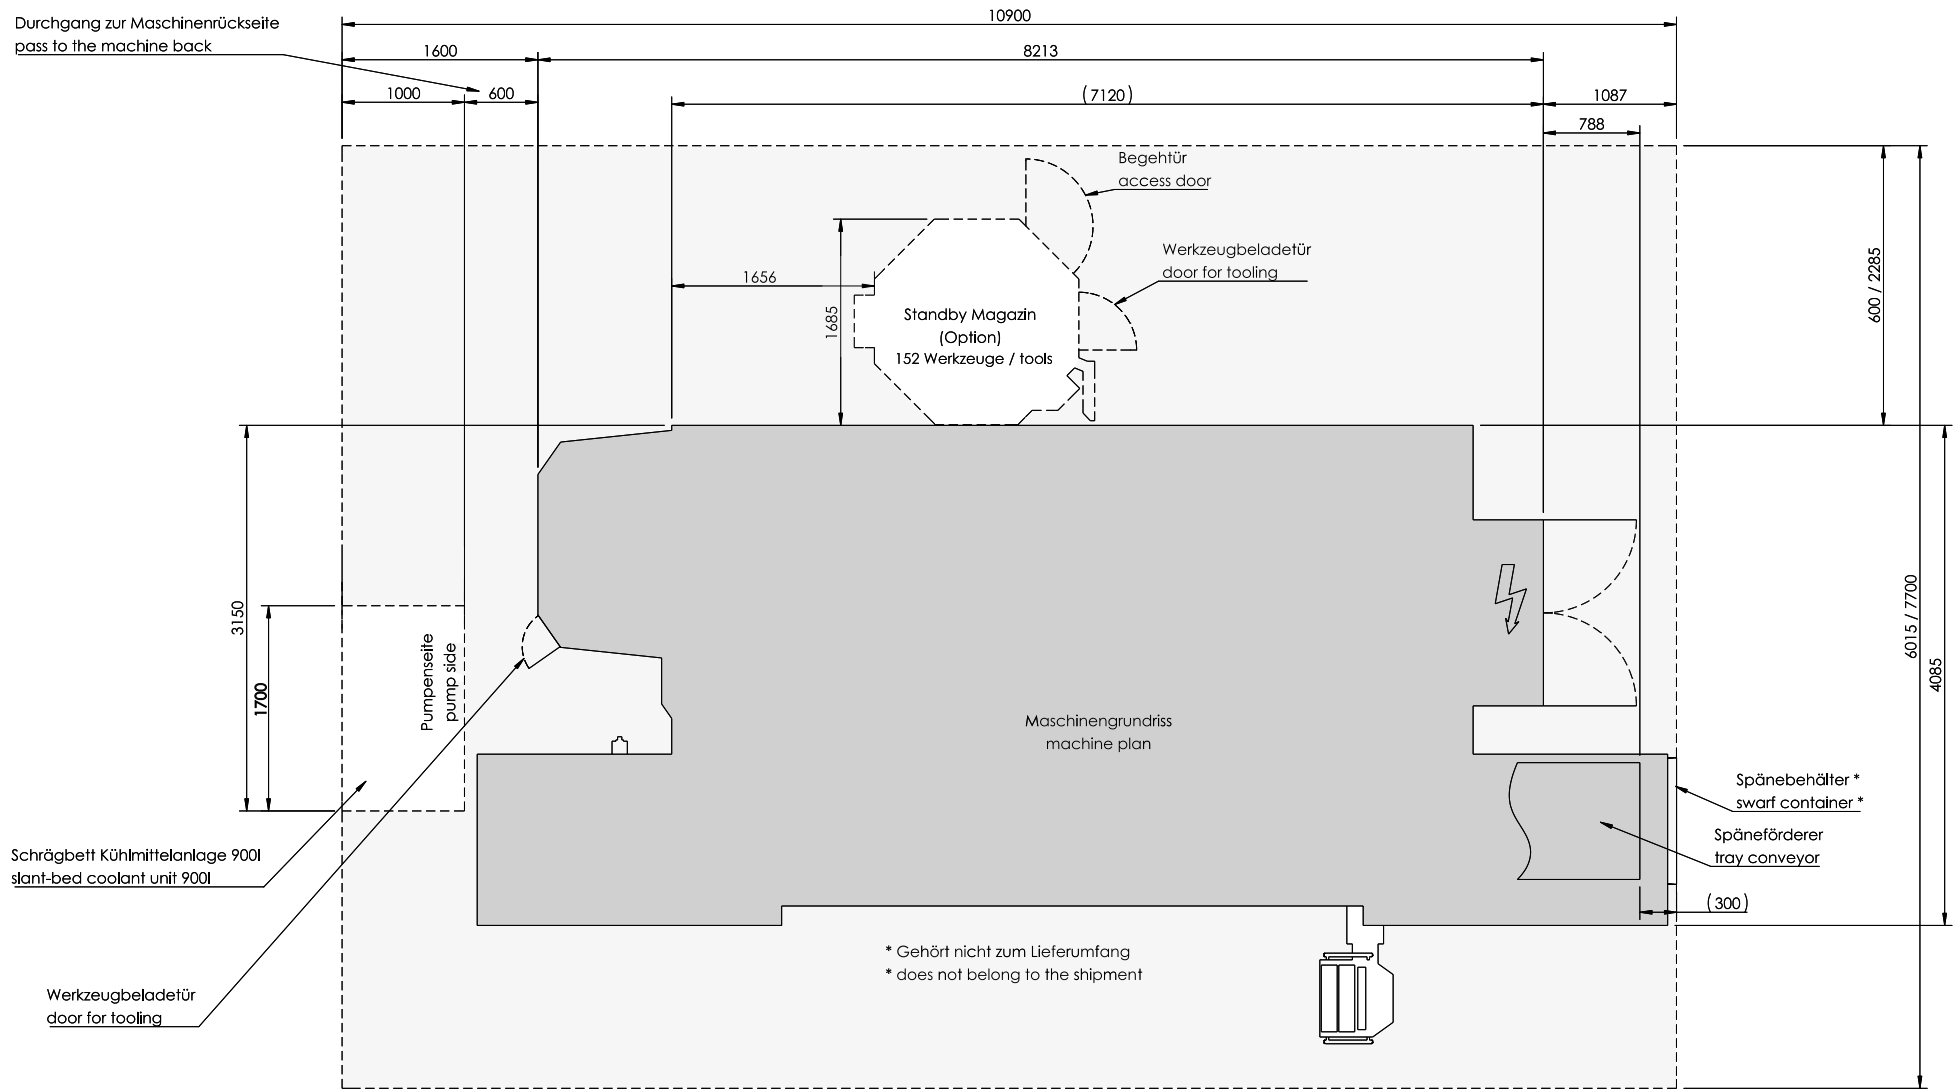 Durchgang zur Maschinenrückseite
pass to the machine back
10900
1600
8213
1000
600
(7120)
1087
788
Begehtür
access door
Werkzeugbeladetür
door for tooling
1656
1685
Standby Magazin
(Option)
152 Werkzeuge / tools
600 / 2285
3150
1700
Pumpenseite
pump side
6015 / 7700
4085
Maschinengrundriss
machine plan
Spänebehälter *
swarf container *
Späneförderer
tray conveyor
(300)
Schrägbett Kühlmittelanlage 900l
slant-bed coolant unit 900l
* Gehört nicht zum Lieferumfang
* does not belong to the shipment
Werkzeugbeladetür
door for tooling